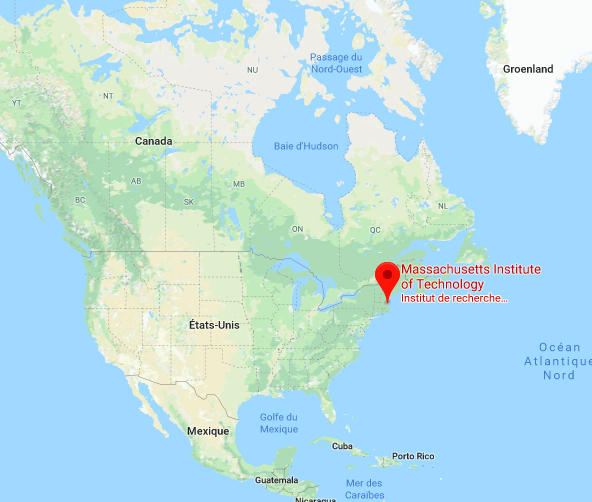 Passage du
Nord-Ouest
Groenland
NU
YT
NT
Canada
Baie d'Hudson
AB
MB
BC
SK
NL
ON
QC
Massachusetts Institute
of Technology
Institut de recherche...
États-Unis
Océan
Atlantique
Nord
Golfe du
Mexique
Mexique
Cuba
Porto Rico
Guatemala
Mer des
Caraïbes
Nicaragua